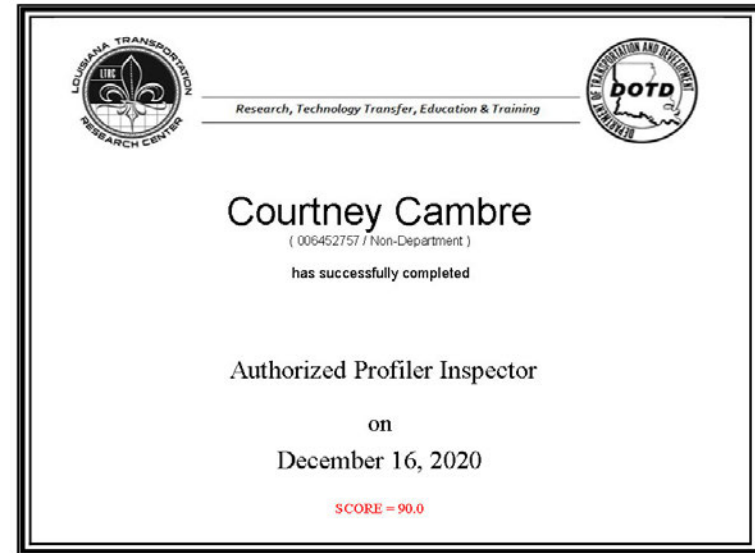 LOUISIANA TRANSPORTATION
RESEARCH CENTER
LTRC
Research, Technology Transfer, Education & Training
DEPARTMENT OF TRANSPORTATION AND DEVELOPMENT
DOTD
Courtney Cambre
( 006452757 / Non-Department )
has successfully completed
Authorized Profiler Inspector
on
December 16, 2020
SCORE = 90.0